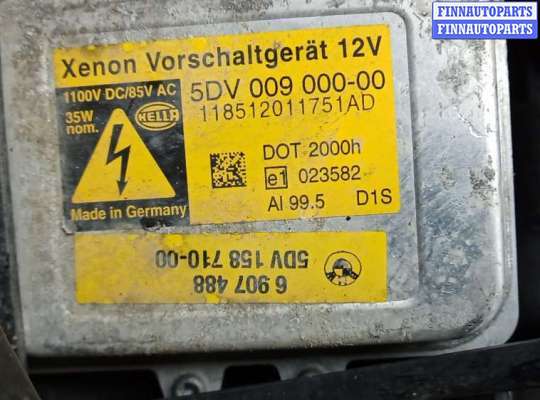 FINNAUTOPARTS
FINNAUTOPARTS
Xenon Vorschaltgerät 12V
1100V DC/85V AC
35W
nom.
HELLA
5DV 009 000-00
118512011751AD
DOT 2000h
e1 023582
Al 99.5 D1S
Made in Germany
6 907 488
5DV 158 710-00